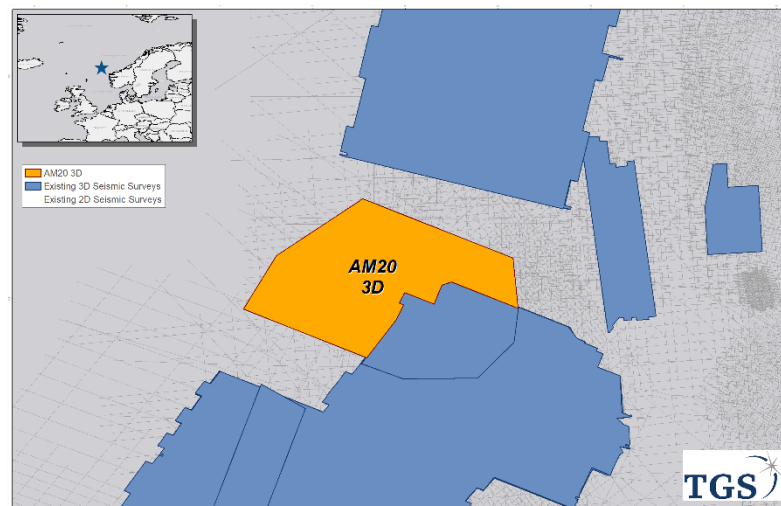 AM20 3D
Existing 3D Seismic Surveys
Existing 2D Seismic Surveys
AM20
3D
TGS